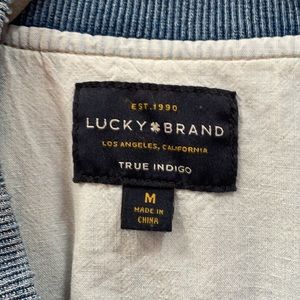 EST. 1990
LUCKY BRAND
LOS ANGELES, CALIFORNIA
TRUE INDIGO
M
MADE IN
CHINA